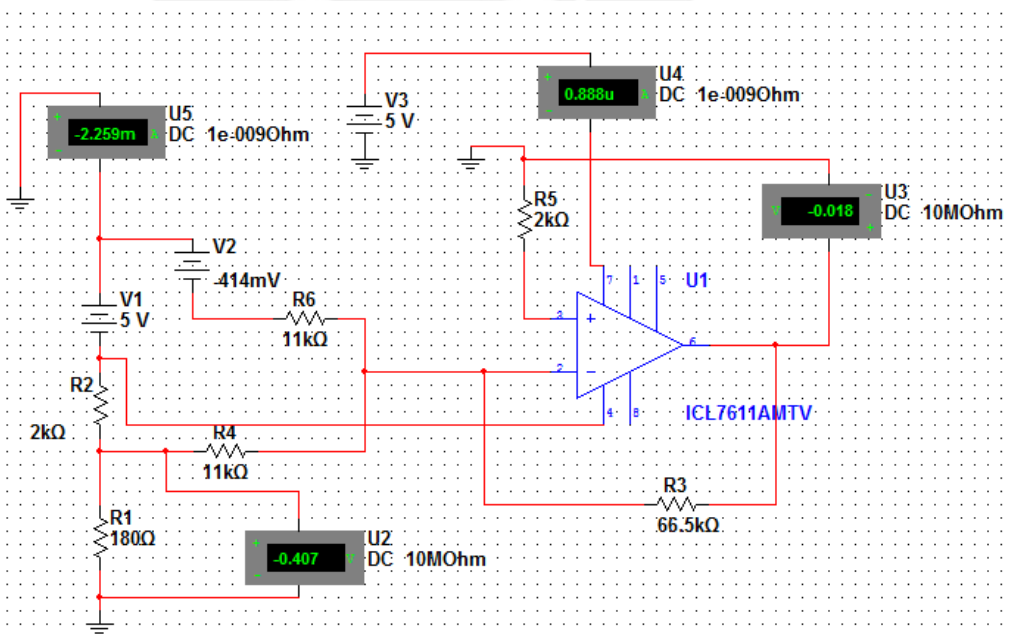 U5
-2.259m A
DC 1e-009Ohm
V3
5 V
U4
0.888u A
DC 1e-009Ohm
R5
2kΩ
U3
V -0.018
DC 10MOhm
V2
-414mV
V1
5 V
R6
11kΩ
U1
7 1 5
3
2
6
4 8
ICL7611AMTV
R2
2kΩ
R4
11kΩ
R3
66.5kΩ
R1
180Ω
U2
-0.407 V
DC 10MOhm